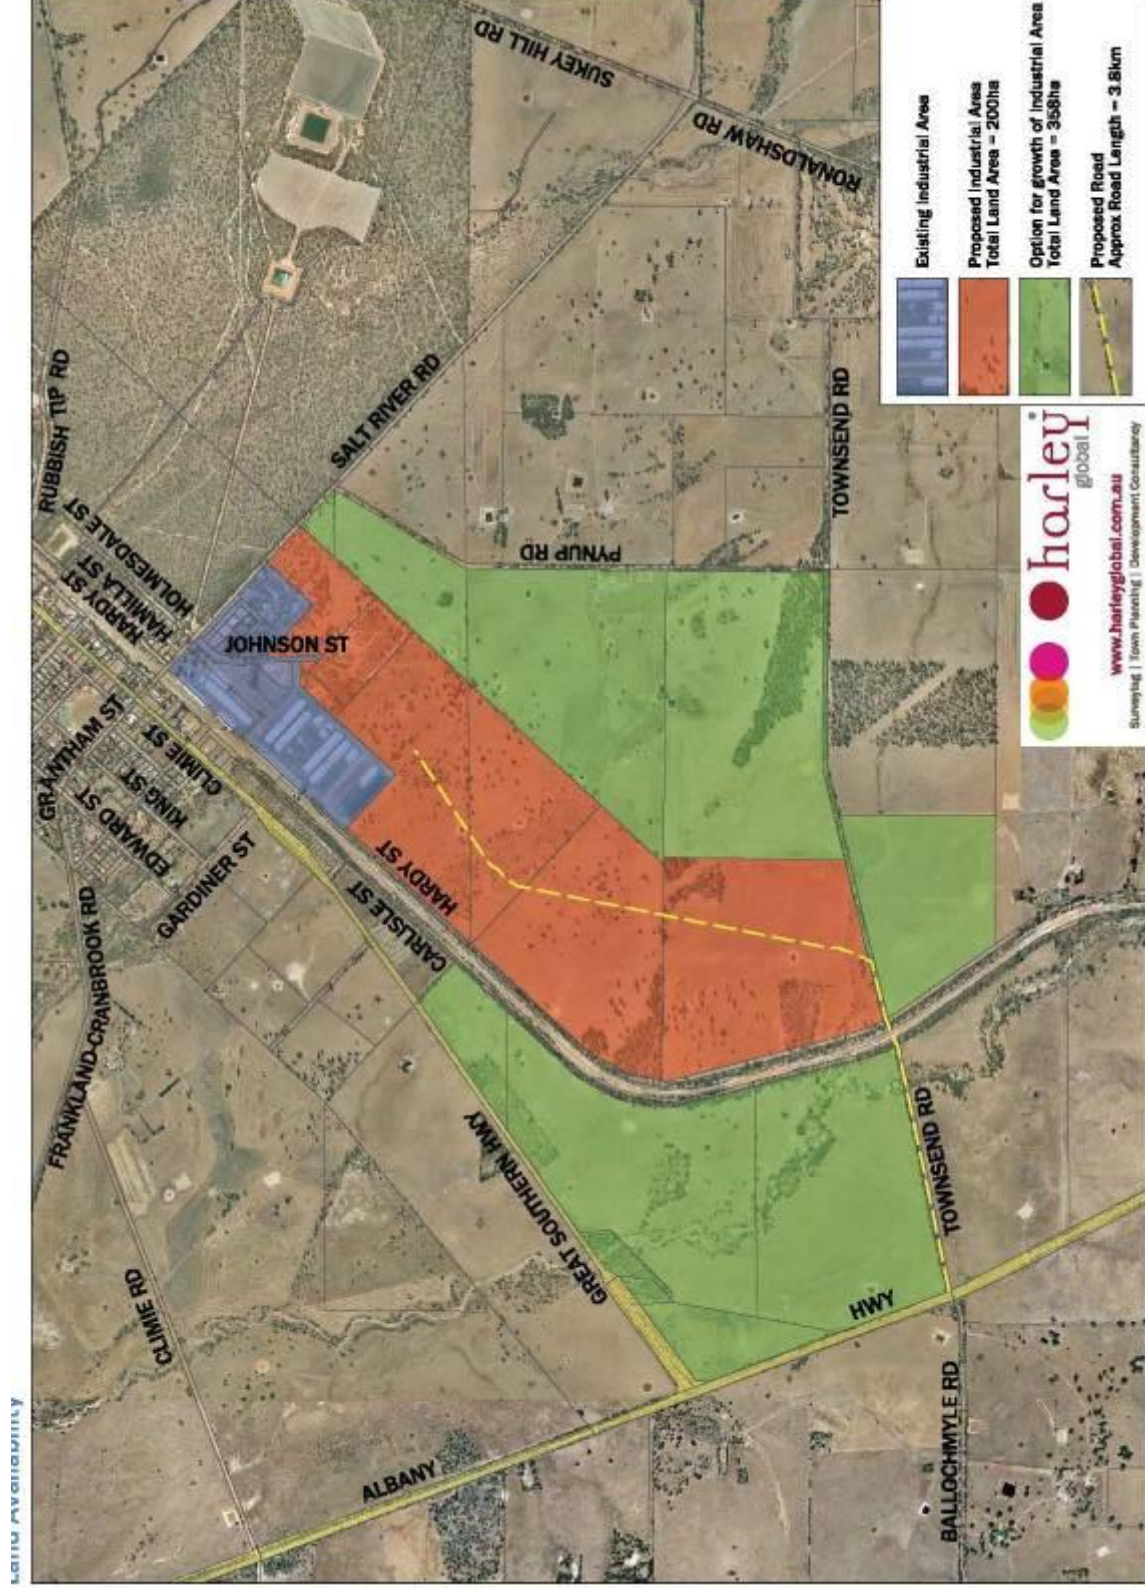 Land Availability
RUBBISH TIP RD
HOLMESDALE ST
HAMILLA ST
HARDY ST
SUKEY HILL RD
RONALDSHAW RD
SALT RIVER RD
GRANTHAM ST
CLIMIE ST
KING ST
EDWARD ST
GARDINER ST
JOHNSON ST
FRANKLAND-CRANBROOK RD
HARDY ST
CARLISLE ST
PYNUP RD
TOWNSEND RD
CLIMIE RD
GREAT SOUTHERN HWY
ALBANY
HWY
TOWNSEND RD
BALLOCHMYLE RD
Existing Industrial Area
Proposed Industrial Area
Total Land Area = 200ha
Option for growth of Industrial Area
Total Land Area = 358ha
Proposed Road
Approx Road Length = 3.8km
harley
global
www.harleyglobal.com.au
Surveying | Town Planning | Development Consultancy